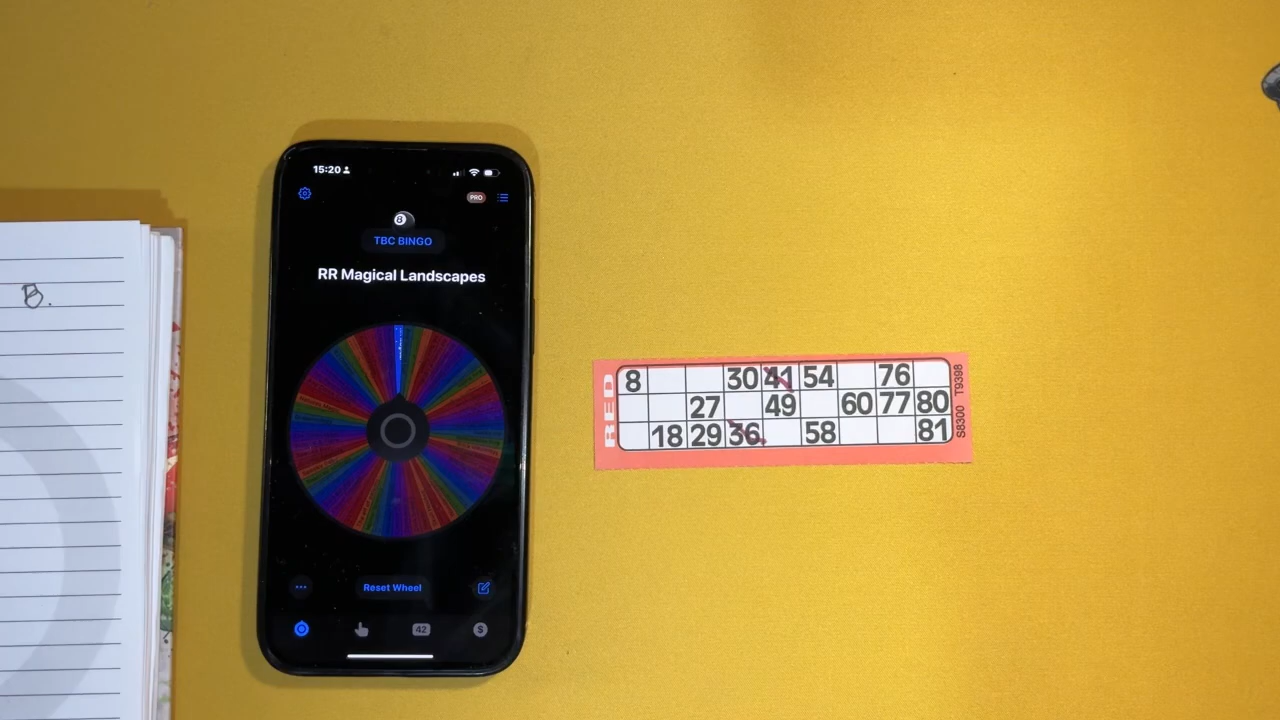 B.
15:20
PRO
8
TBC BINGO
RR Magical Landscapes
Reset Wheel
42
$
RED
8 30 41 54 76
27 49 60 77 80
18 29 36 58 81
S8300 T9398